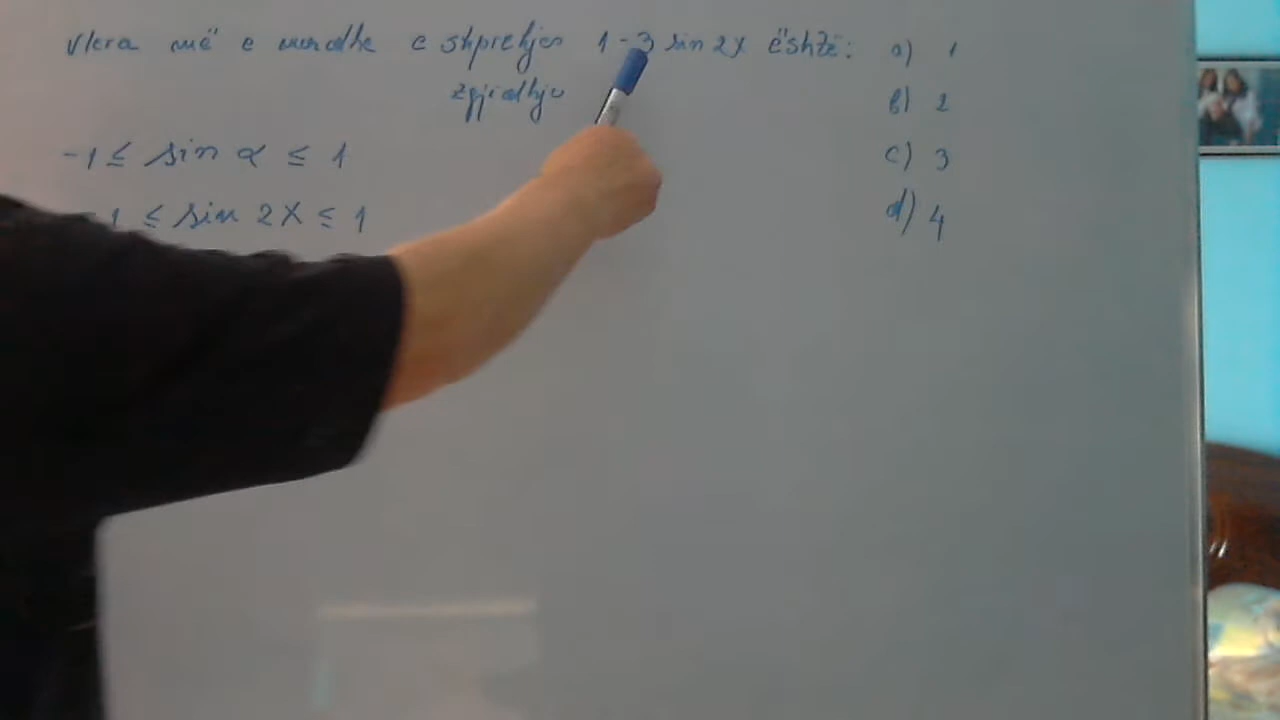 Vlera më e madhe e shprehjes 1 - 3 sin 2x është: a) 1
zgjidhje b) 2
-1 ≤ sin α ≤ 1 c) 3
-1 ≤ sin 2X ≤ 1 d) 4